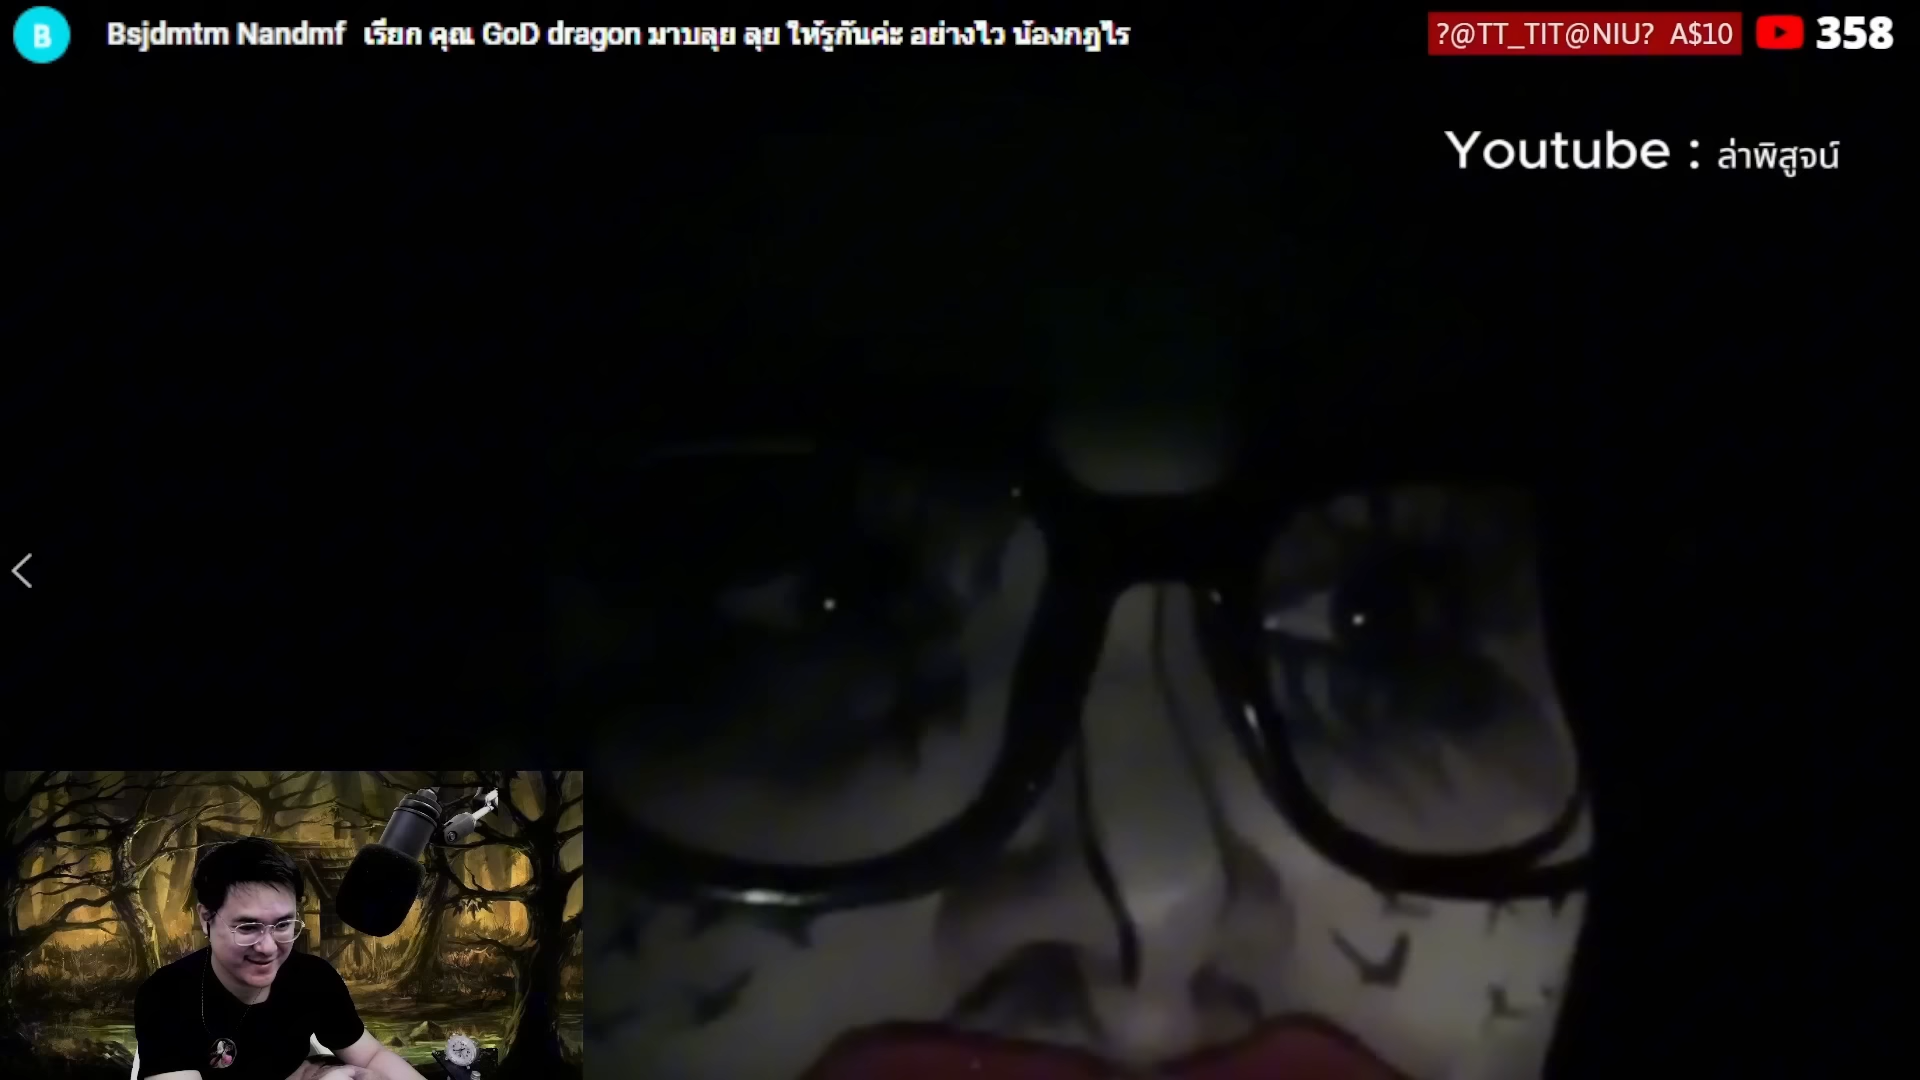 B Bsjdmtm Nandmf เรียก คุณ GoD dragon มาบลุย ลุย ให้รู้กันค่ะ อย่างไว น้องกฎไร
?@TT_TIT@NIU? A$10 358
Youtube : ล่าพิสูจน์